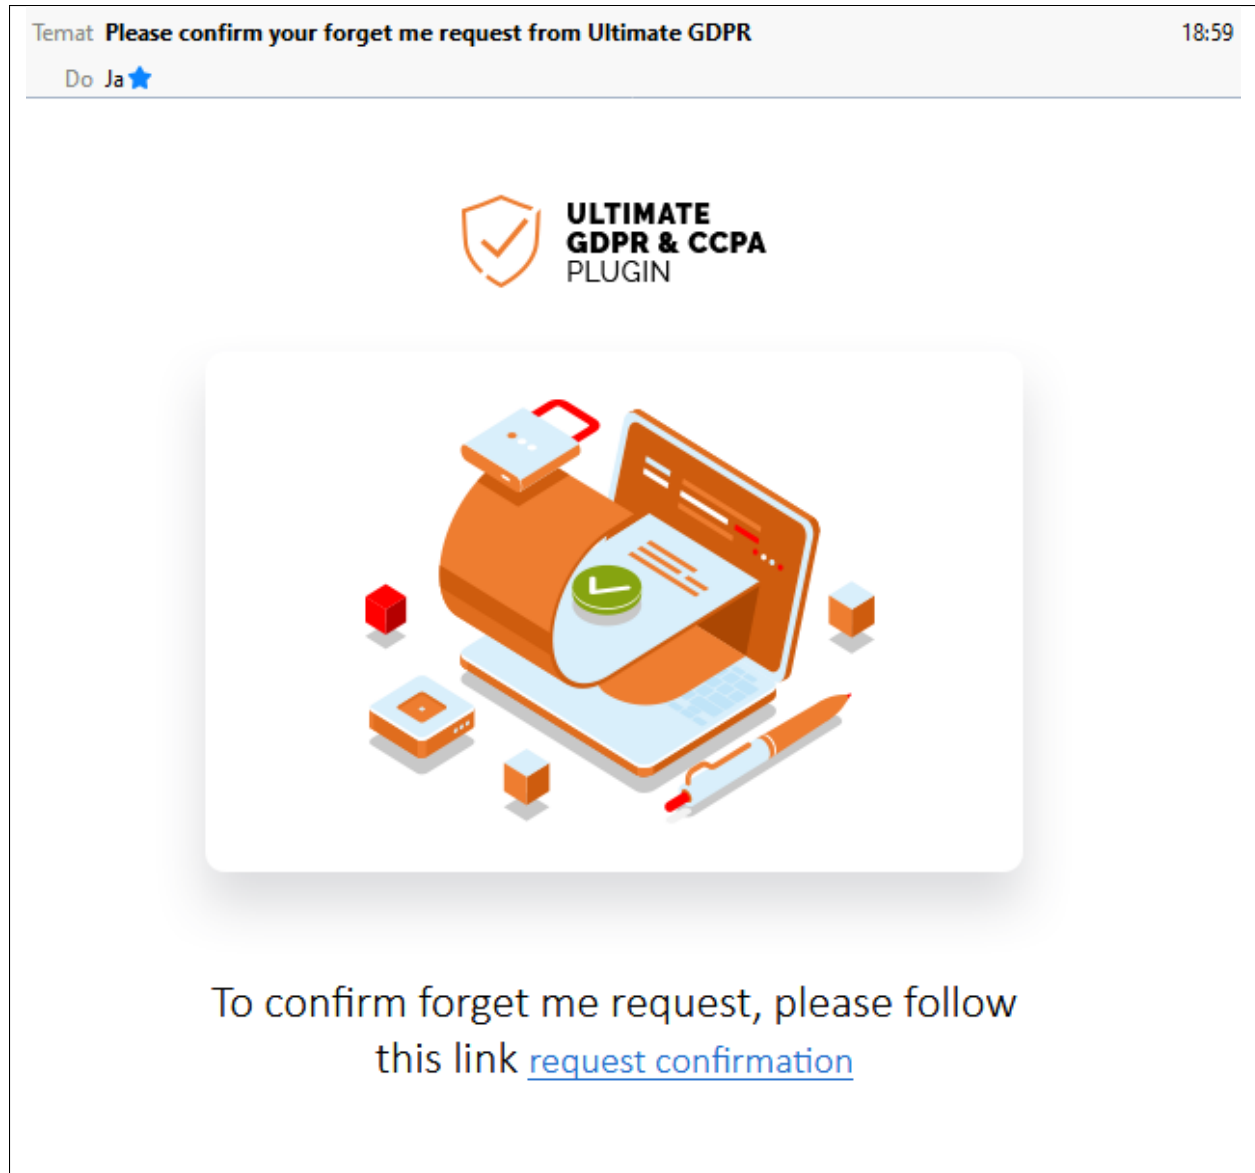 Temat Please confirm your forget me request from Ultimate GDPR 18:59
Do Ja
ULTIMATE
GDPR & CCPA
PLUGIN
To confirm forget me request, please follow
this link request confirmation